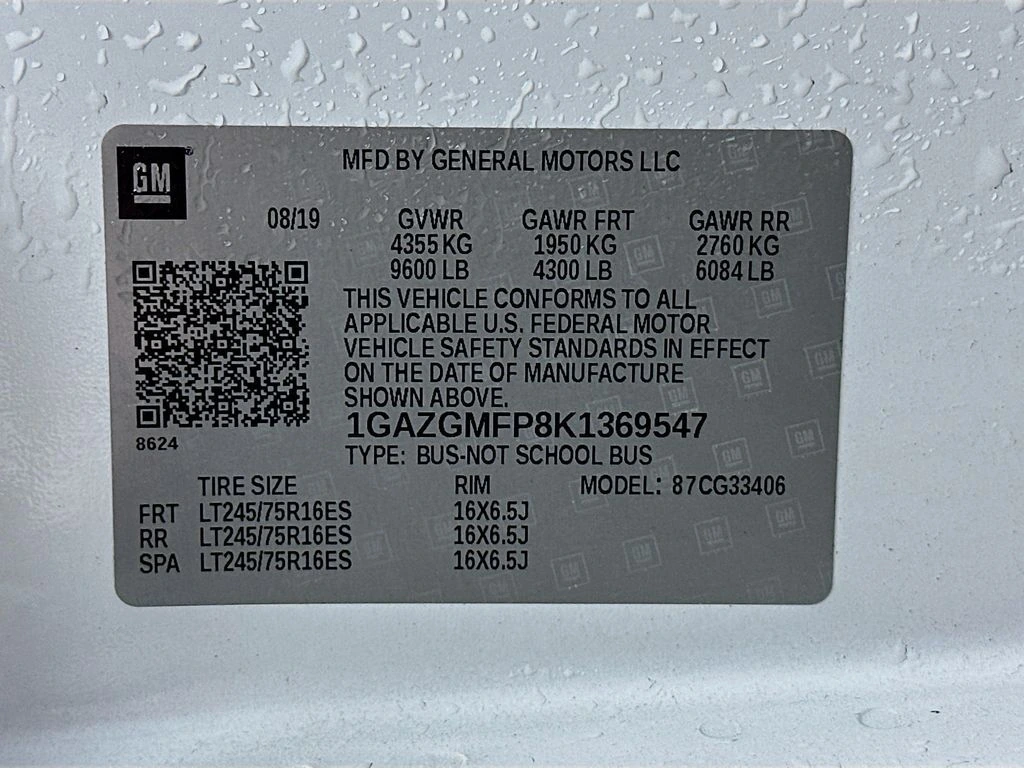 GM
MFD BY GENERAL MOTORS LLC
08/19 GVWR GAWR FRT GAWR RR
4355 KG 1950 KG 2760 KG
9600 LB 4300 LB 6084 LB
THIS VEHICLE CONFORMS TO ALL
APPLICABLE U.S. FEDERAL MOTOR
VEHICLE SAFETY STANDARDS IN EFFECT
ON THE DATE OF MANUFACTURE
SHOWN ABOVE.
1GAZGMFP8K1369547
8624
TYPE: BUS-NOT SCHOOL BUS
TIRE SIZE RIM MODEL: 87CG33406
FRT LT245/75R16ES 16X6.5J
RR LT245/75R16ES 16X6.5J
SPA LT245/75R16ES 16X6.5J